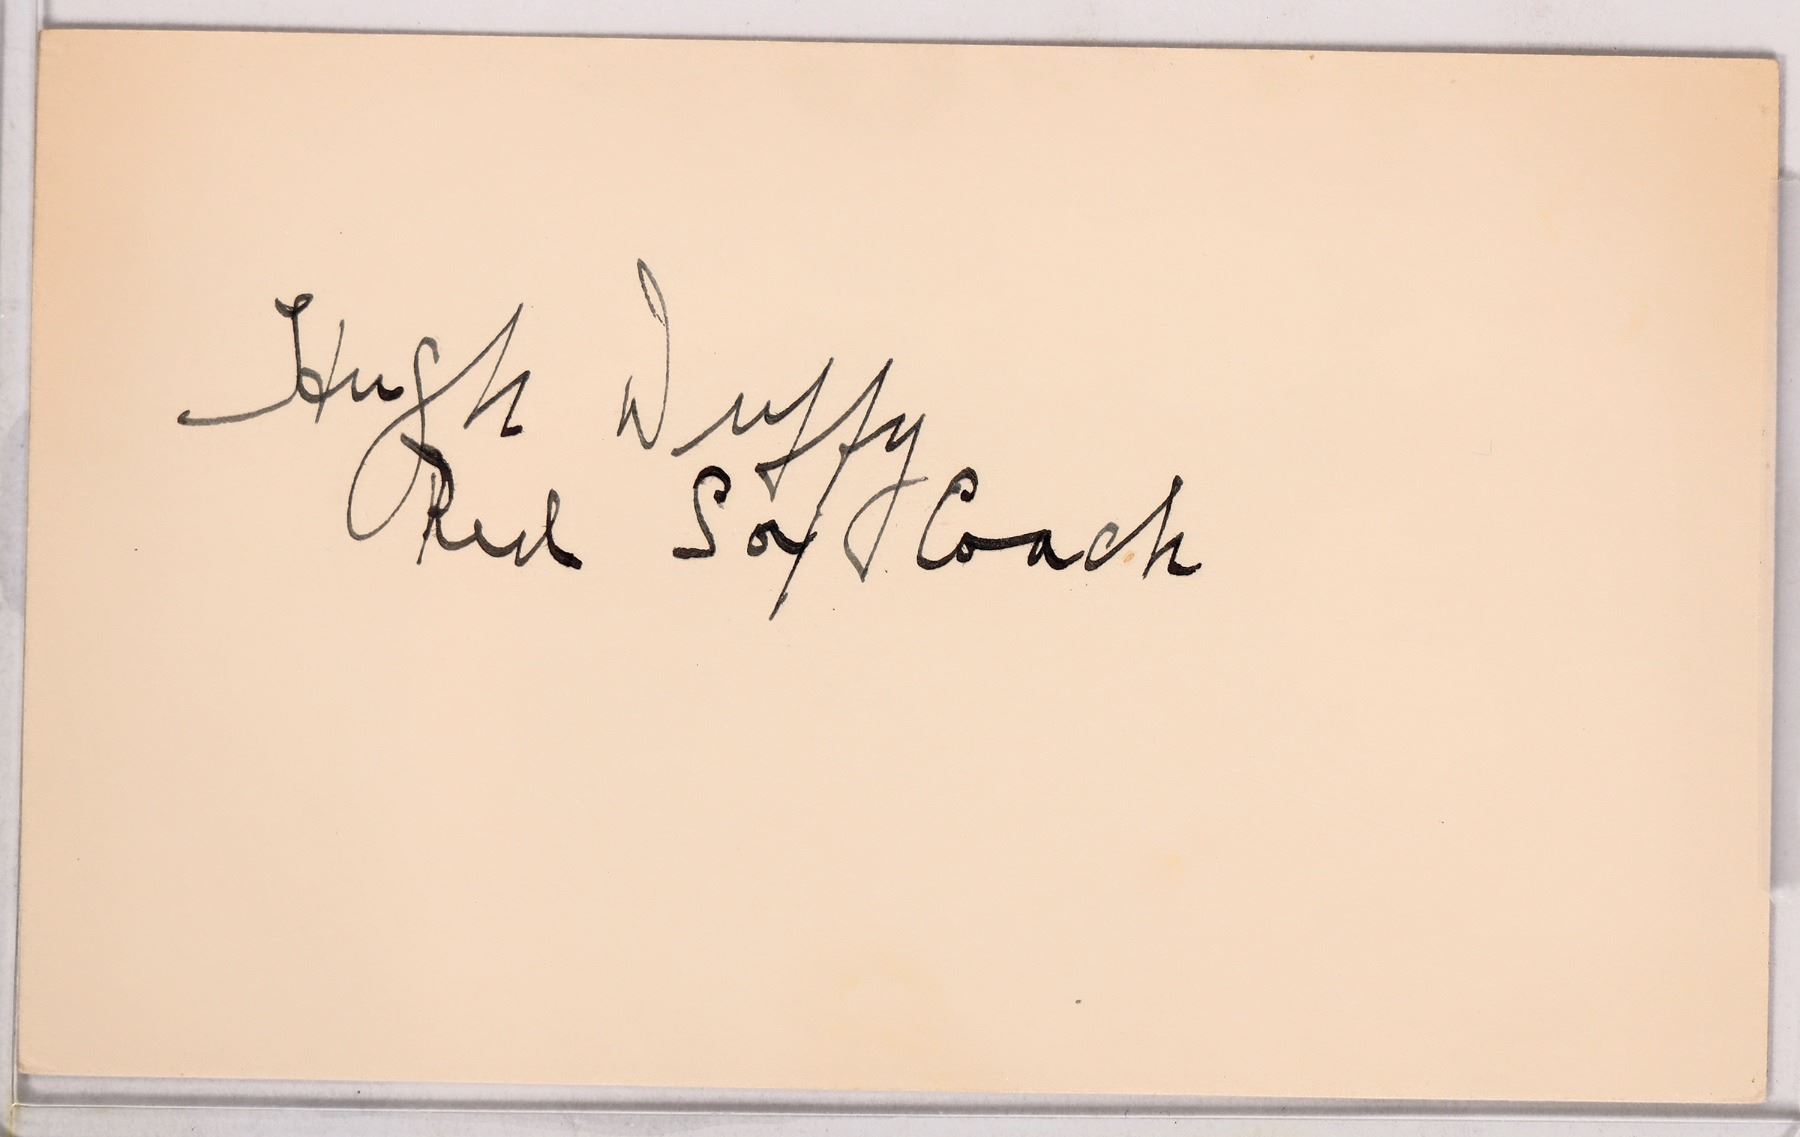 Hugh Duffy
Red Sox Coach